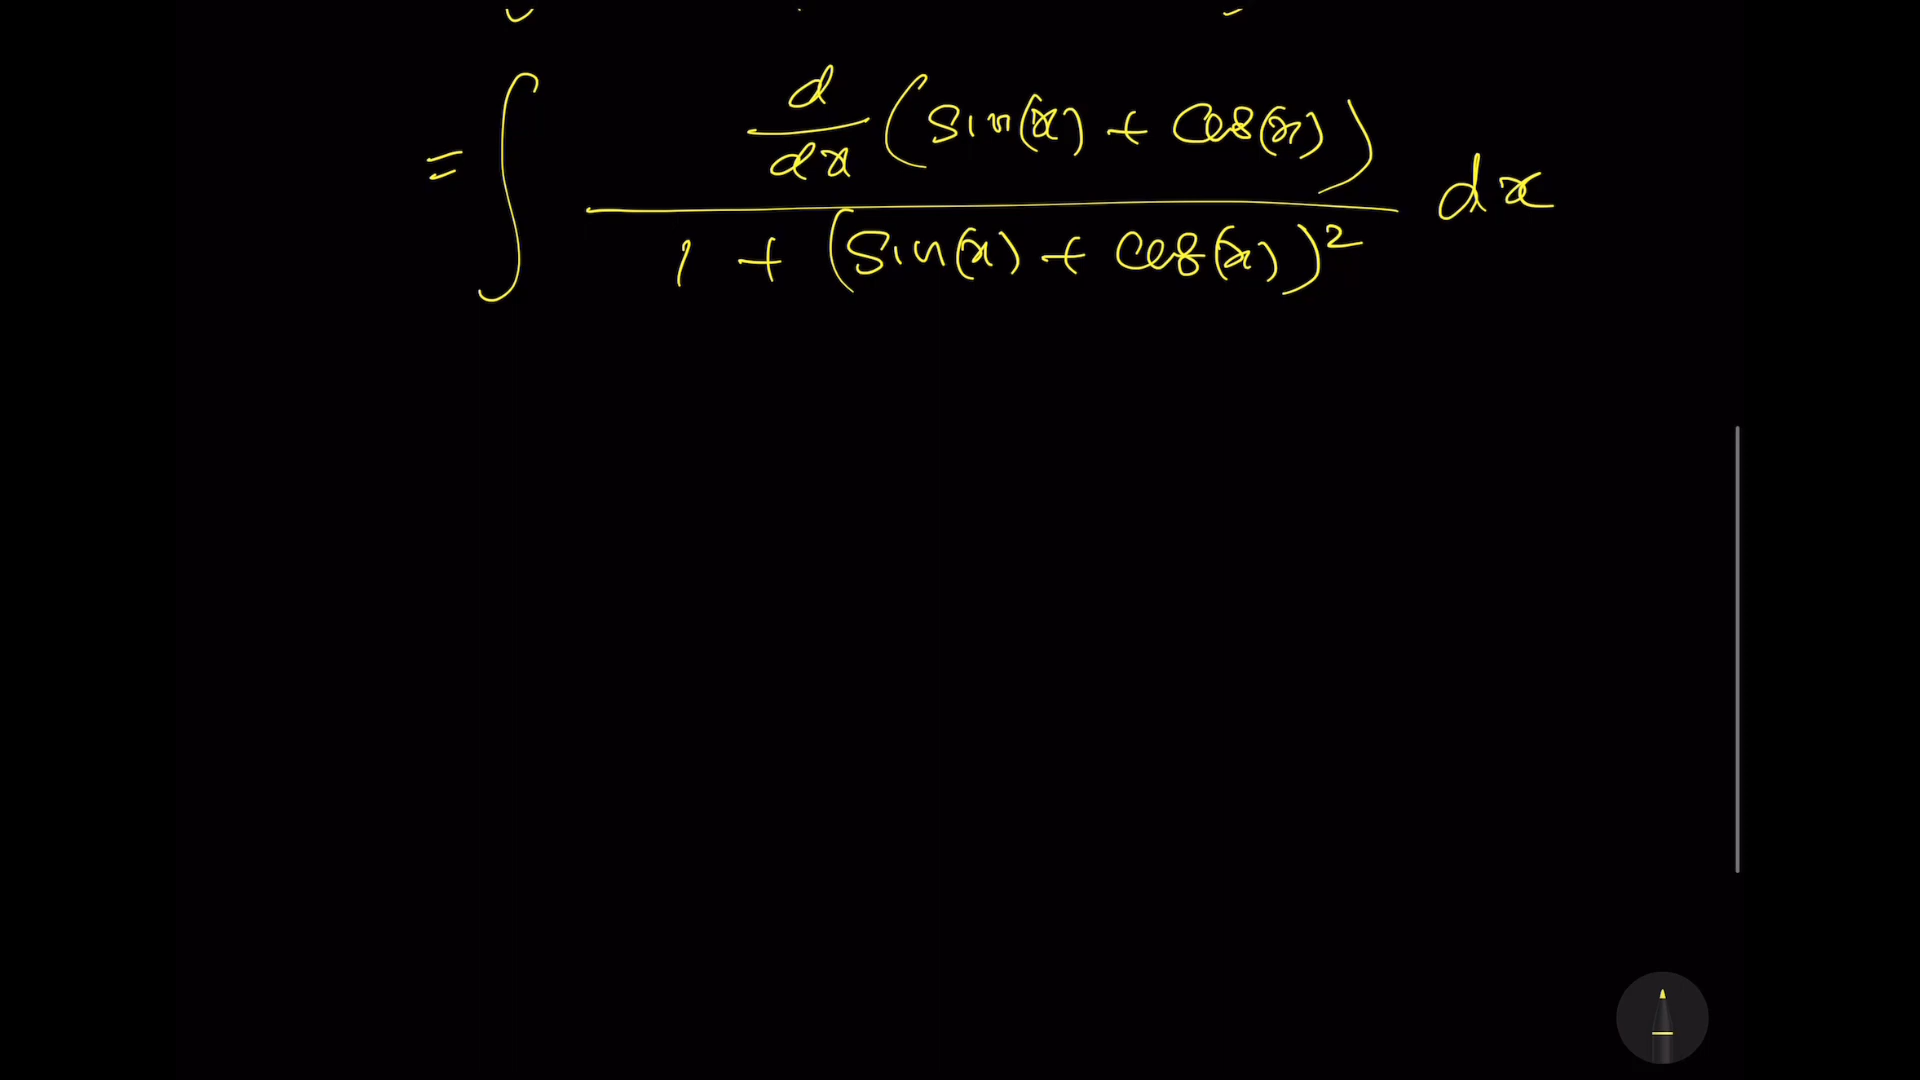 = ∫ d/dx (Sin(x) + Cos(x)) / 1 + (Sin(x) + Cos(x))² dx